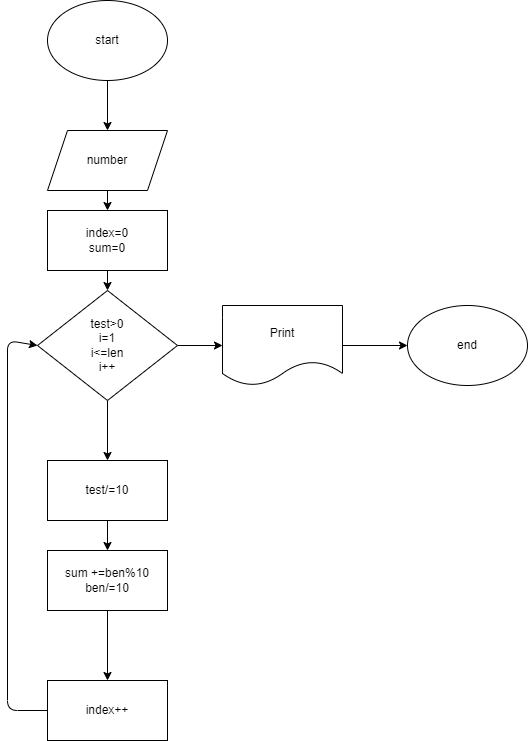 start
number
index=0
sum=0
test>0
i=1
i<=len
i++
Print
end
test/=10
sum +=ben%10
ben/=10
index++